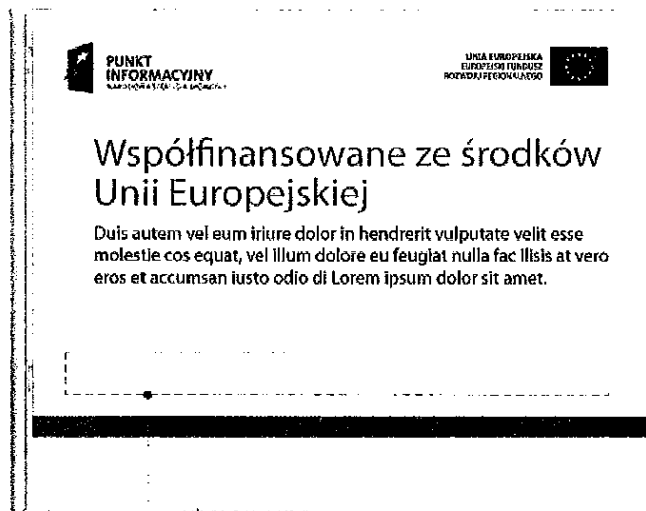 PUNKT
INFORMACYJNY
UNIA EUROPEJSKA
EUROPEJSKI FUNDUSZ
ROZWOJU REGIONALNEGO
Współfinansowane ze środków
Unii Europejskiej
Duis autem vel eum iriure dolor in hendrerit vulputate velit esse
molestie cos equat, vel illum dolore eu feugiat nulla fac ilisis at vero
eros et accumsan iusto odio di Lorem ipsum dolor sit amet.